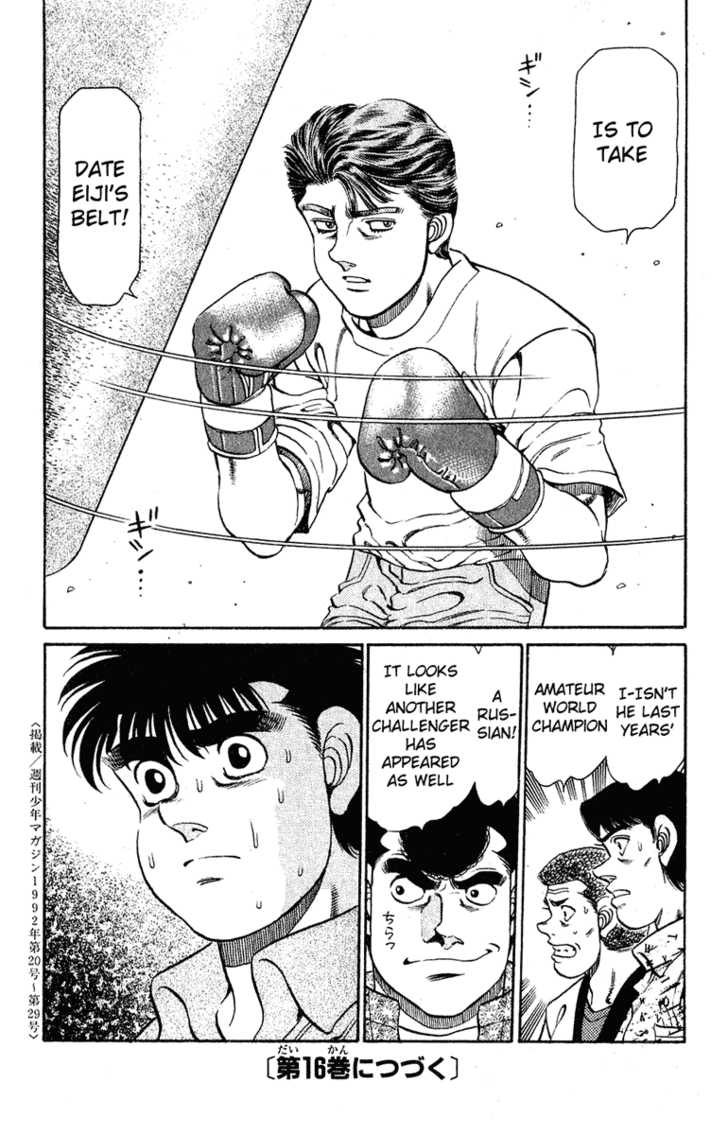 ギシ…
IS TO
TAKE
DATE
EIJI'S
BELT!
ギシ…
I-ISN'T
HE LAST
YEARS'
AMATEUR
WORLD
CHAMPION
A
RUS-
SIAN!
IT LOOKS
LIKE
ANOTHER
CHALLENGER
HAS
APPEARED
AS WELL
ちらっ
〈掲載／週刊少年マガジン1992年第20号～第29号〉
だい かん
〔第16巻につづく〕